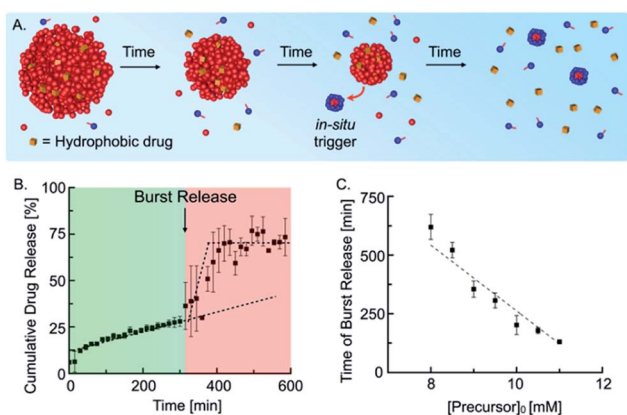 A.
Time
Time
Time
= Hydrophobic drug
in-situ
trigger
B.
Burst Release
Cumulative Drug Release [%]
100
75
50
25
0
0
200
400
600
Time [min]
C.
Time of Burst Release [min]
750
500
250
0
8
10
12
[Precursor]₀ [mM]